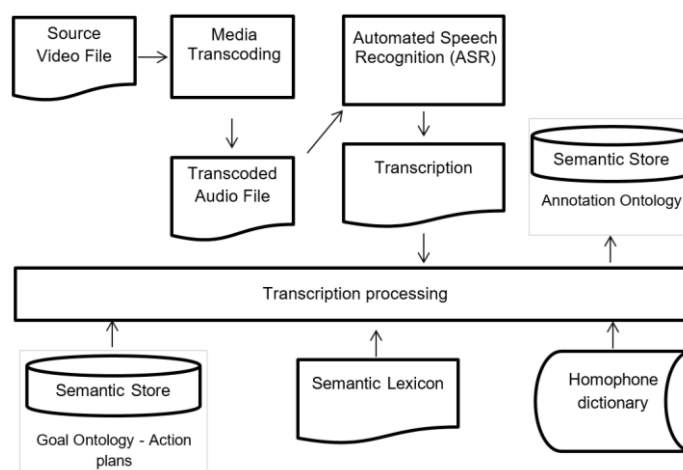 Source
Video File
Media
Transcoding
Automated Speech
Recognition (ASR)
Transcoded
Audio File
Transcription
Semantic Store
Annotation Ontology
Transcription processing
Semantic Store
Goal Ontology - Action
plans
Semantic Lexicon
Homophone
dictionary